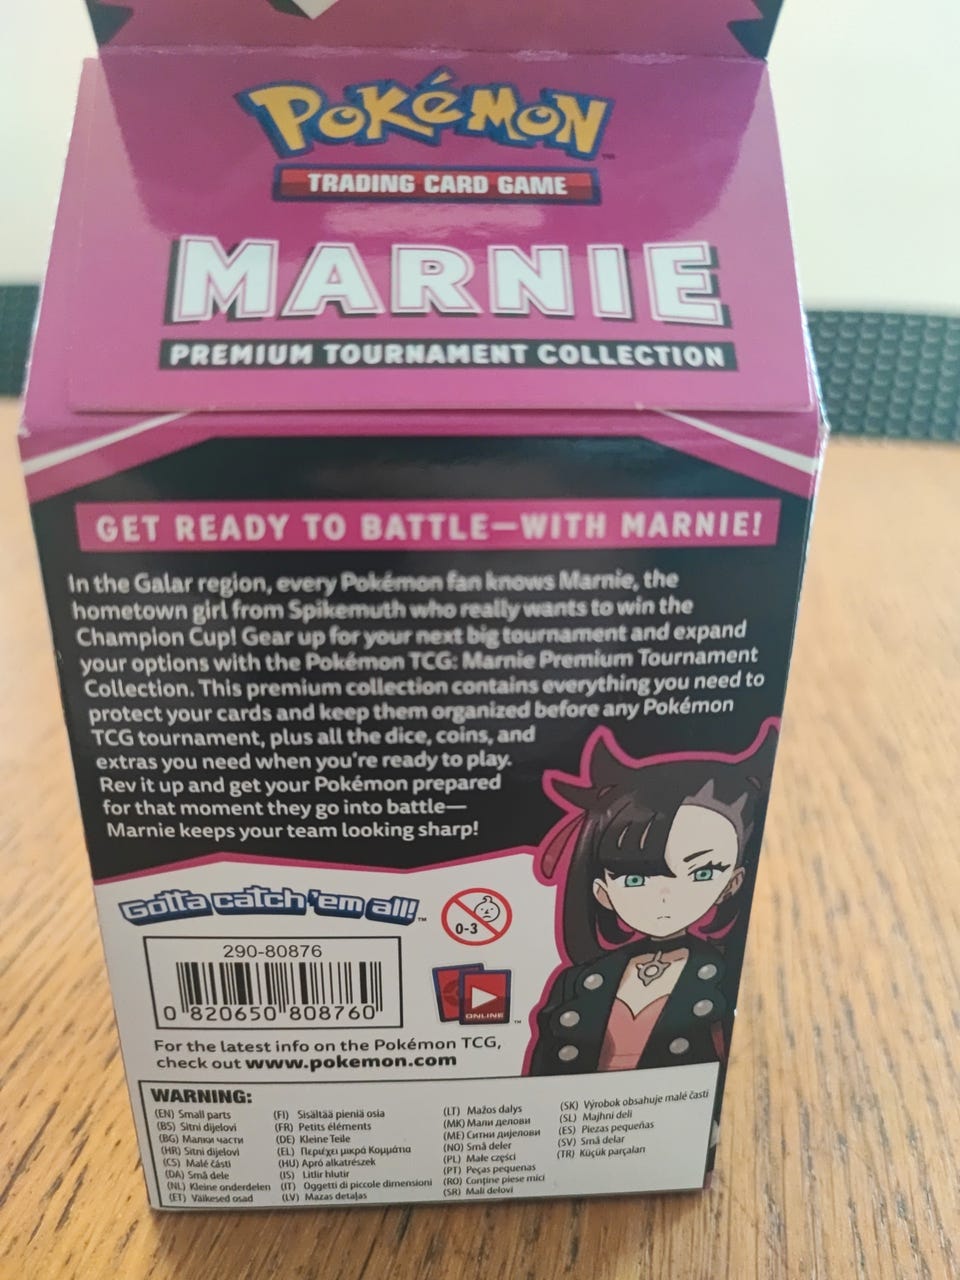 POKéMON™
TRADING CARD GAME
MARNIE
PREMIUM TOURNAMENT COLLECTION
GET READY TO BATTLE—WITH MARNIE!
In the Galar region, every Pokémon fan knows Marnie, the
hometown girl from Spikemuth who really wants to win the
Champion Cup! Gear up for your next big tournament and expand
your options with the Pokémon TCG: Marnie Premium Tournament
Collection. This premium collection contains everything you need to
protect your cards and keep them organized before any Pokémon
TCG tournament, plus all the dice, coins, and
extras you need when you're ready to play.
Rev it up and get your Pokémon prepared
for that moment they go into battle—
Marnie keeps your team looking sharp!
Gotta catch 'em all!™
0-3
290-80876
0 820650 808760
ONLINE™
For the latest info on the Pokémon TCG,
check out www.pokemon.com
WARNING:
(EN) Small parts
(BS) Sitni dijelovi
(BG) Малки части
(HR) Sitni dijelovi
(CS) Malé části
(DA) Små dele
(NL) Kleine onderdelen
(ET) Väikesed osad
(FI) Sisältää pieniä osia
(FR) Petits éléments
(DE) Kleine Teile
(EL) Περιέχει μικρά Κομμάτια
(HU) Apró alkatrészek
(IS) Litlir hlutir
(IT) Oggetti di piccole dimensioni
(LV) Mazas detaļas
(LT) Mažos dalys
(MK) Мали делови
(ME) Ситни дијелови
(NO) Små deler
(PL) Małe części
(PT) Peças pequenas
(RO) Conține piese mici
(SR) Mali delovi
(SK) Výrobok obsahuje malé časti
(SL) Majhni deli
(ES) Piezas pequeñas
(SV) Små delar
(TR) Küçük parçaları